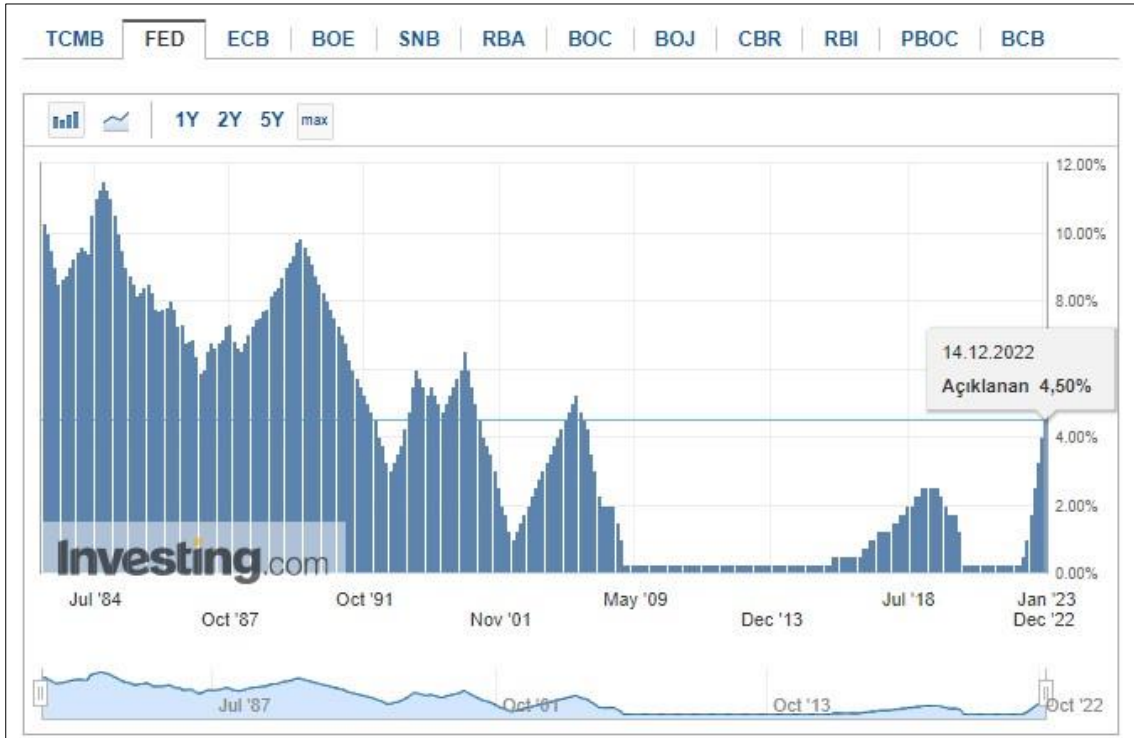 TCMB FED ECB BOE SNB RBA BOC BOJ CBR RBI PBOC BCB
1Y 2Y 5Y max
12.00%
10.00%
8.00%
14.12.2022
Açıklanan 4,50%
4.00%
2.00%
Investing.com
0.00%
Jul '84 Oct '91 May '09 Jul '18 Jan '23
Oct '87 Nov '01 Dec '13 Dec '22
Jul '87 Oct '01 Oct '13 Oct '22